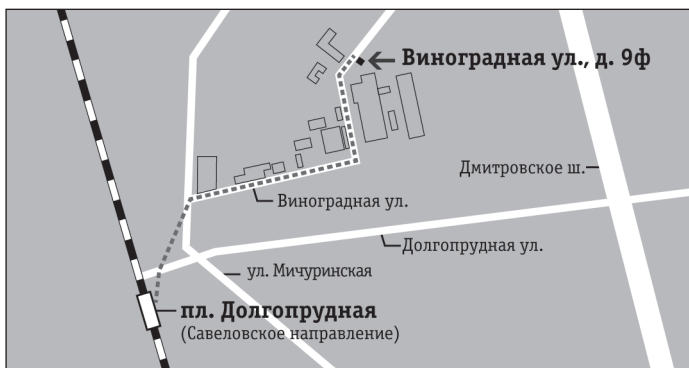 Виноградная ул., д. 9ф
Дмитровское ш.
Виноградная ул.
Долгопрудная ул.
ул. Мичуринская
пл. Долгопрудная
(Савеловское направление)